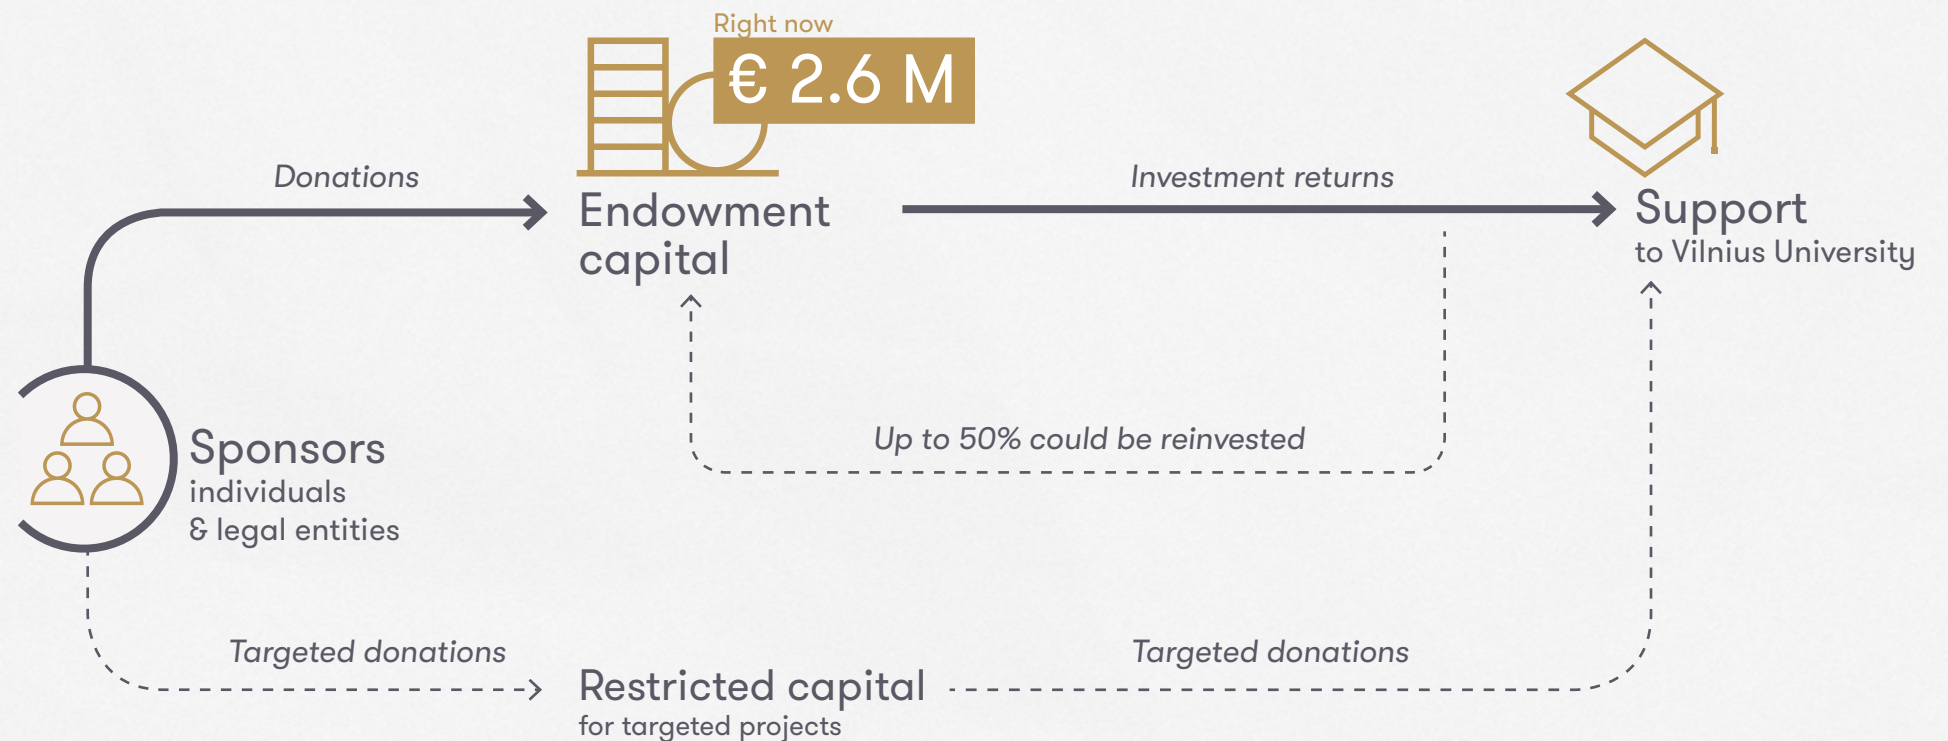 Right now
€ 2.6 M
Donations
Investment returns
Endowment
capital
Support
to Vilnius University
Up to 50% could be reinvested
Sponsors
individuals
& legal entities
Targeted donations
Targeted donations
Restricted capital
for targeted projects